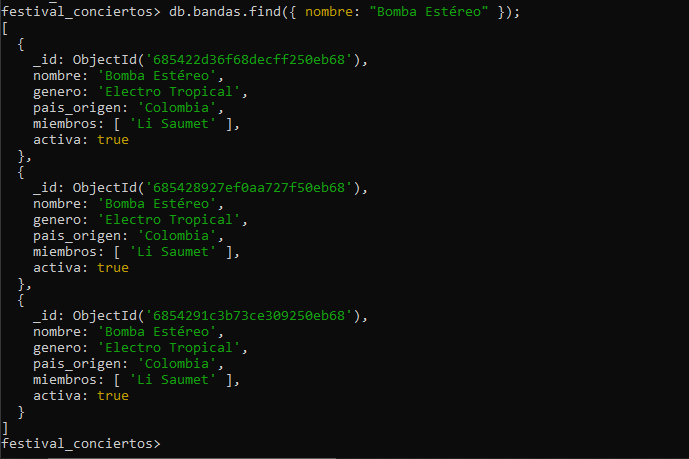 festival_conciertos> db.bandas.find({ nombre: "Bomba Estéreo" });
[
  {
    _id: ObjectId('685422d36f68decff250eb68'),
    nombre: 'Bomba Estéreo',
    genero: 'Electro Tropical',
    pais_origen: 'Colombia',
    miembros: [ 'Li Saumet' ],
    activa: true
  },
  {
    _id: ObjectId('685428927ef0aa727f50eb68'),
    nombre: 'Bomba Estéreo',
    genero: 'Electro Tropical',
    pais_origen: 'Colombia',
    miembros: [ 'Li Saumet' ],
    activa: true
  },
  {
    _id: ObjectId('6854291c3b73ce309250eb68'),
    nombre: 'Bomba Estéreo',
    genero: 'Electro Tropical',
    pais_origen: 'Colombia',
    miembros: [ 'Li Saumet' ],
    activa: true
  }
]
festival_conciertos>